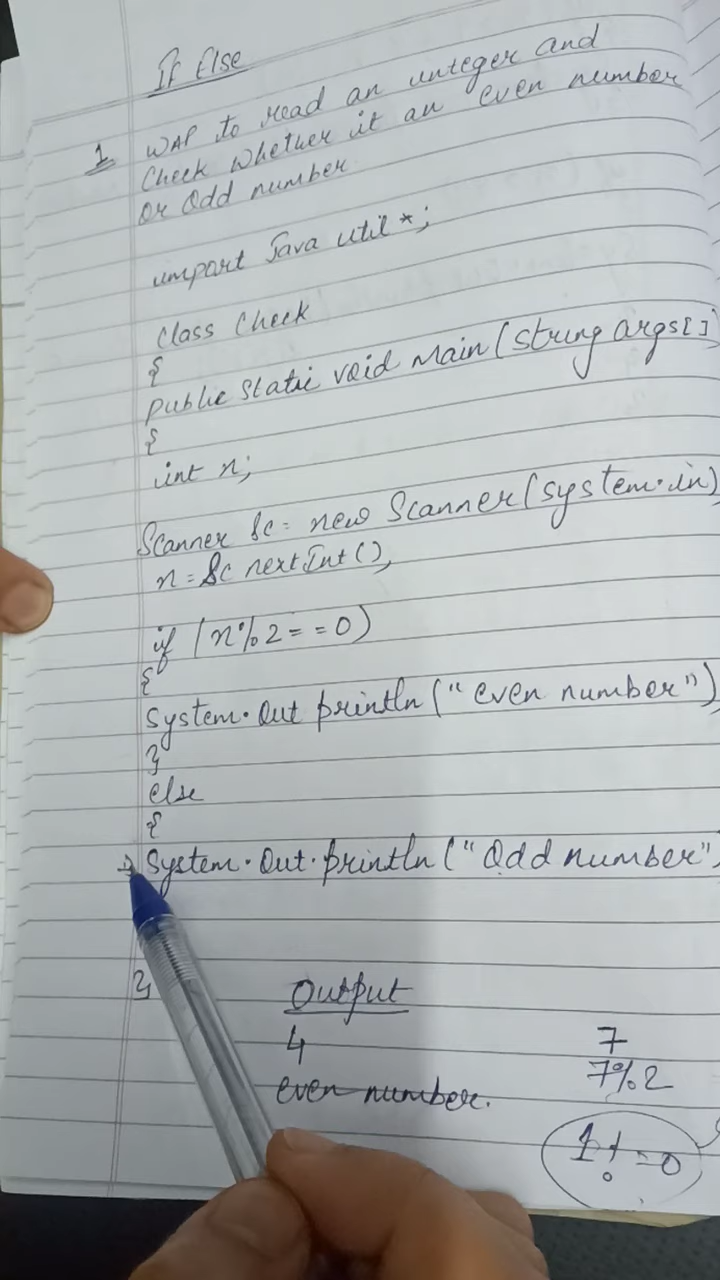 If Else
1 WAP to read an integer and
Check whether it an even number
or Odd number
import Java util *;
Class Check
{
public static void Main (string args[]
{
int n;
Scanner Sc = new Scanner (system.in)
n = Sc nextInt (),
if (n%2==0)
{
System.Out println ("even number")
}
else
{
→ System.Out.println ("Odd number"
}
Output
4 7
even number. 7%2
1 != 0